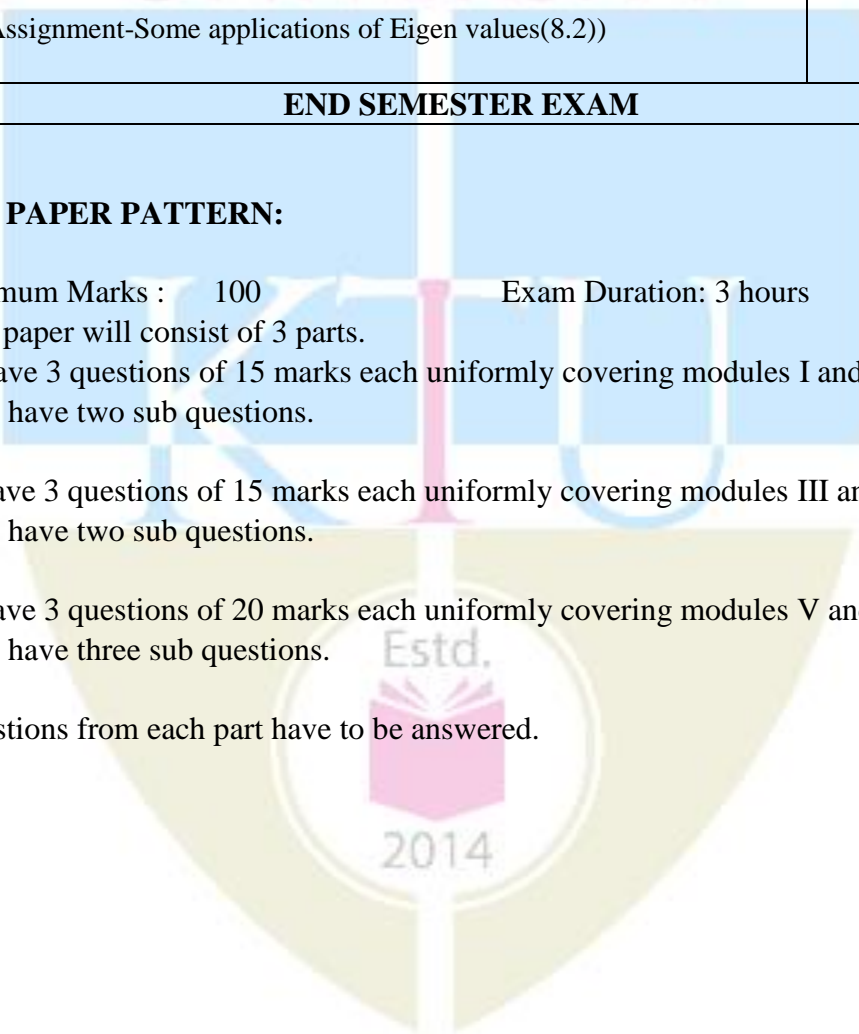 Assignment-Some applications of Eigen values(8.2))
END SEMESTER EXAM
PAPER PATTERN:
mum Marks : 100 Exam Duration: 3 hours
paper will consist of 3 parts.
ave 3 questions of 15 marks each uniformly covering modules I and
have two sub questions.
ave 3 questions of 15 marks each uniformly covering modules III an
have two sub questions.
ave 3 questions of 20 marks each uniformly covering modules V and
have three sub questions.
stions from each part have to be answered.
KTU
Estd.
2014